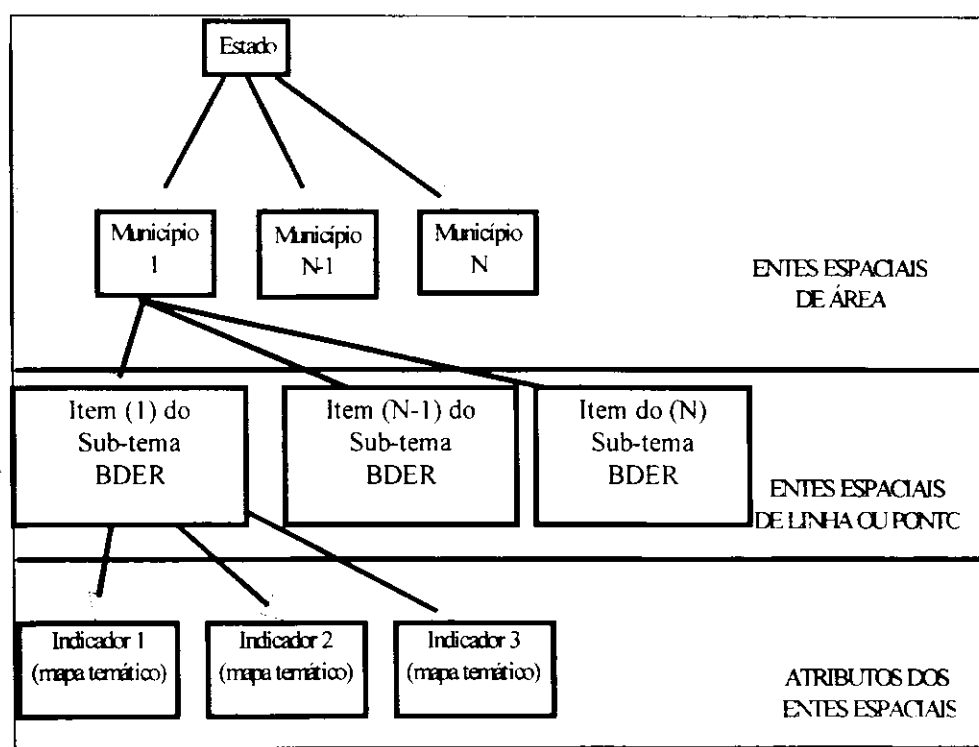 Estado
Município
1
Município
N-1
Município
N
ENTES ESPACIAIS
DE ÁREA
Item (1) do
Sub-tema
BDER
Item (N-1) do
Sub-tema
BDER
Item do (N)
Sub-tema
BDER
ENTES ESPACIAIS
DE LINHA OU PONTO
Indicador 1
(mapa temático)
Indicador 2
(mapa temático)
Indicador 3
(mapa temático)
ATRIBUTOS DOS
ENTES ESPACIAIS